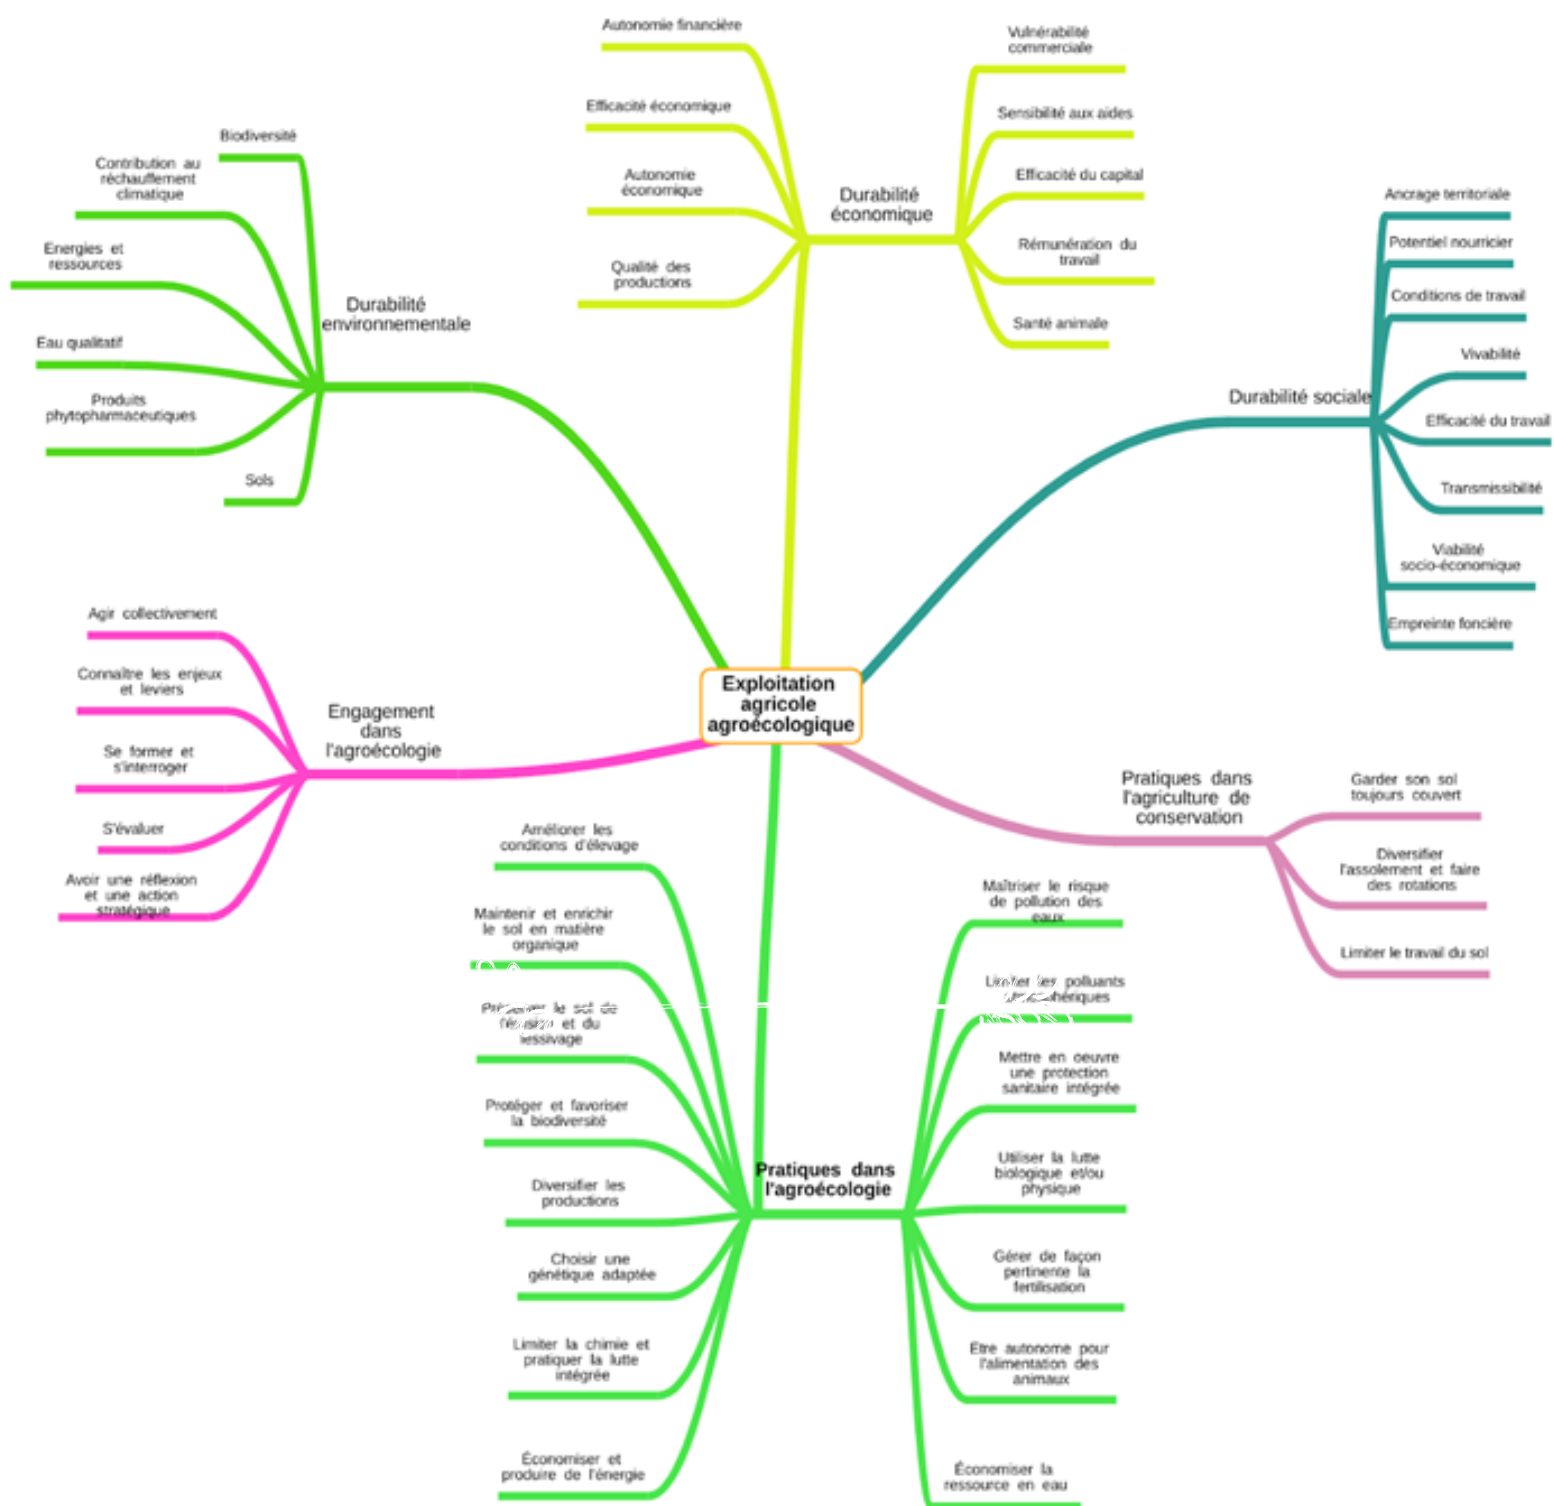 Autonomie financière
Efficacité économique
Autonomie
économique
Qualité des
productions
Durabilité
économique
Vulnérabilité
commerciale
Sensibilité aux aides
Efficacité du capital
Rémunération du
travail
Santé animale
Biodiversité
Contribution au
réchauffement
climatique
Energies et
ressources
Eau qualitatif
Produits
phytopharmaceutiques
Sols
Durabilité
environnementale
Durabilité sociale
Ancrage territoriale
Potentiel nourricier
Conditions de travail
Vivabilité
Efficacité du travail
Transmissibilité
Viabilité
socio-économique
Empreinte foncière
Exploitation
agricole
agroécologique
Agir collectivement
Connaître les enjeux
et leviers
Se former et
s'interroger
S'évaluer
Avoir une réflexion
et une action
stratégique
Engagement
dans
l'agroécologie
Pratiques dans
l'agriculture de
conservation
Garder son sol
toujours couvert
Diversifier
l'assolement et faire
des rotations
Limiter le travail du sol
Améliorer les
conditions d'élevage
Maintenir et enrichir
le sol en matière
organique
Préserver le sol de
et du
lessivage
Protéger et favoriser
la biodiversité
Diversifier les
productions
Choisir une
génétique adaptée
Limiter la chimie et
pratiquer la lutte
intégrée
Économiser et
produire de l'énergie
Pratiques dans
l'agroécologie
Maîtriser le risque
de pollution des
eaux
Limiter les polluants
Mettre en oeuvre
une protection
sanitaire intégrée
Utiliser la lutte
biologique et/ou
physique
Gérer de façon
pertinente la
fertilisation
Etre autonome pour
l'alimentation des
animaux
Économiser la
ressource en eau